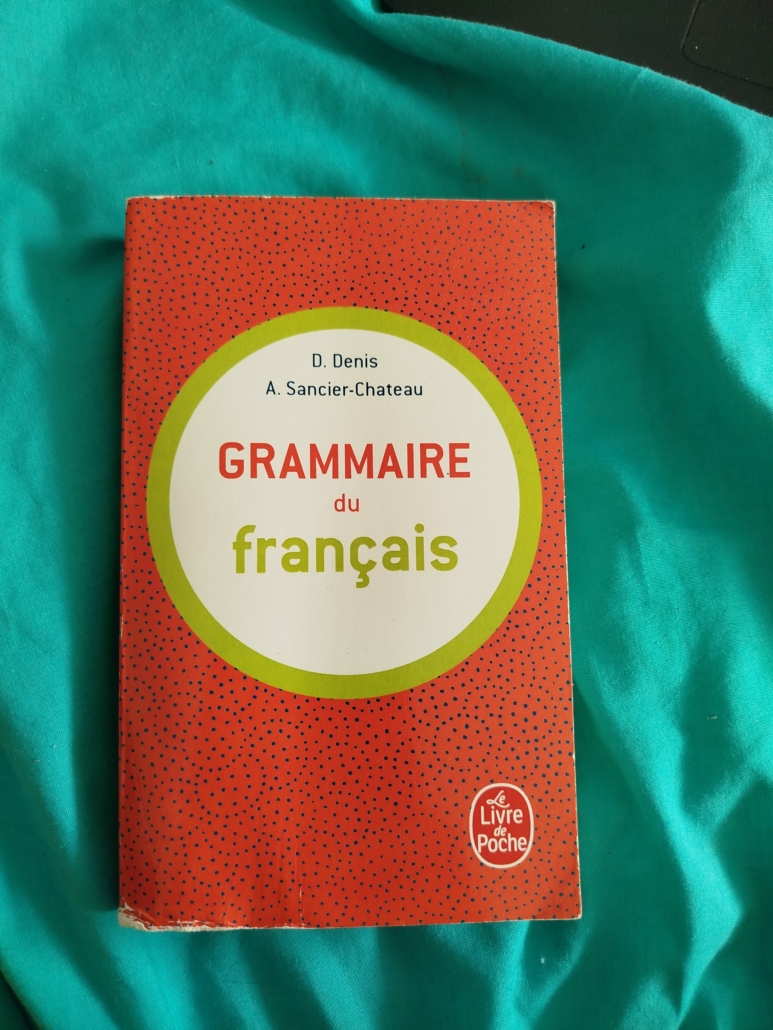 D. Denis
A. Sancier-Chateau
GRAMMAIRE
du
français
Le
Livre
de
Poche